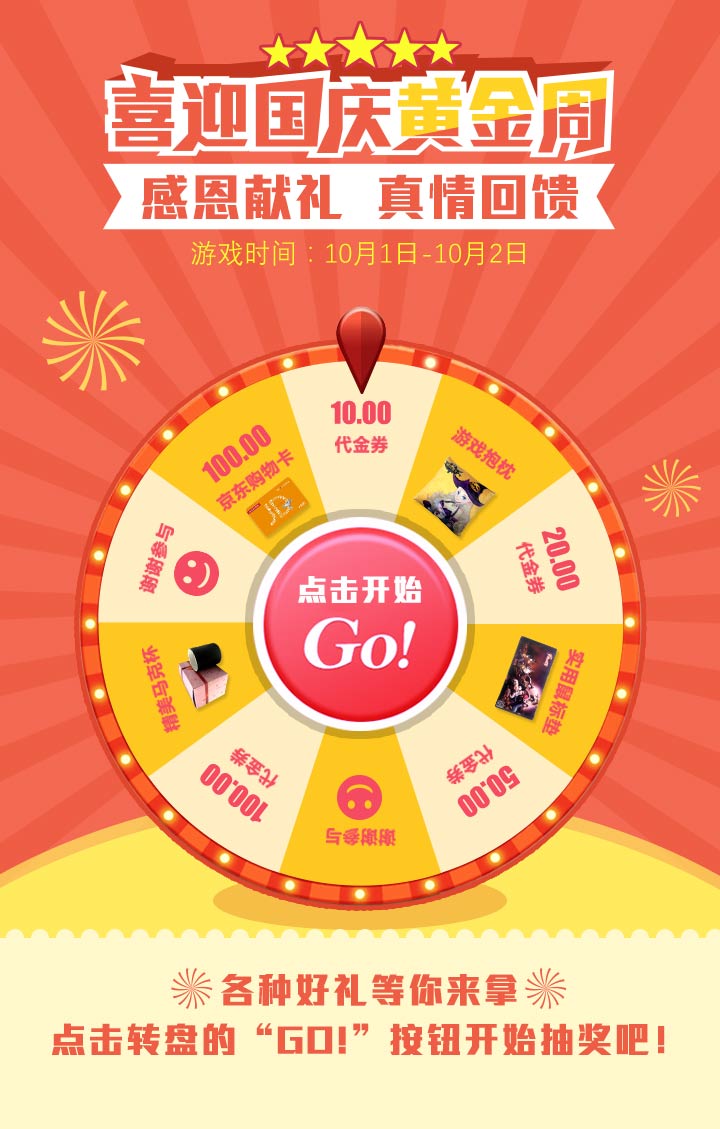 喜迎国庆黄金周
感恩献礼 真情回馈
游戏时间：10月1日-10月2日
10.00
代金券
游戏抱枕
20.00
代金券
实用鼠标垫
50.00
代金券
谢谢参与
100.00
代金券
精美马克杯
谢谢参与
100.00
京东购物卡
点击开始
Go!
各种好礼等你来拿
点击转盘的“GO!”按钮开始抽奖吧!